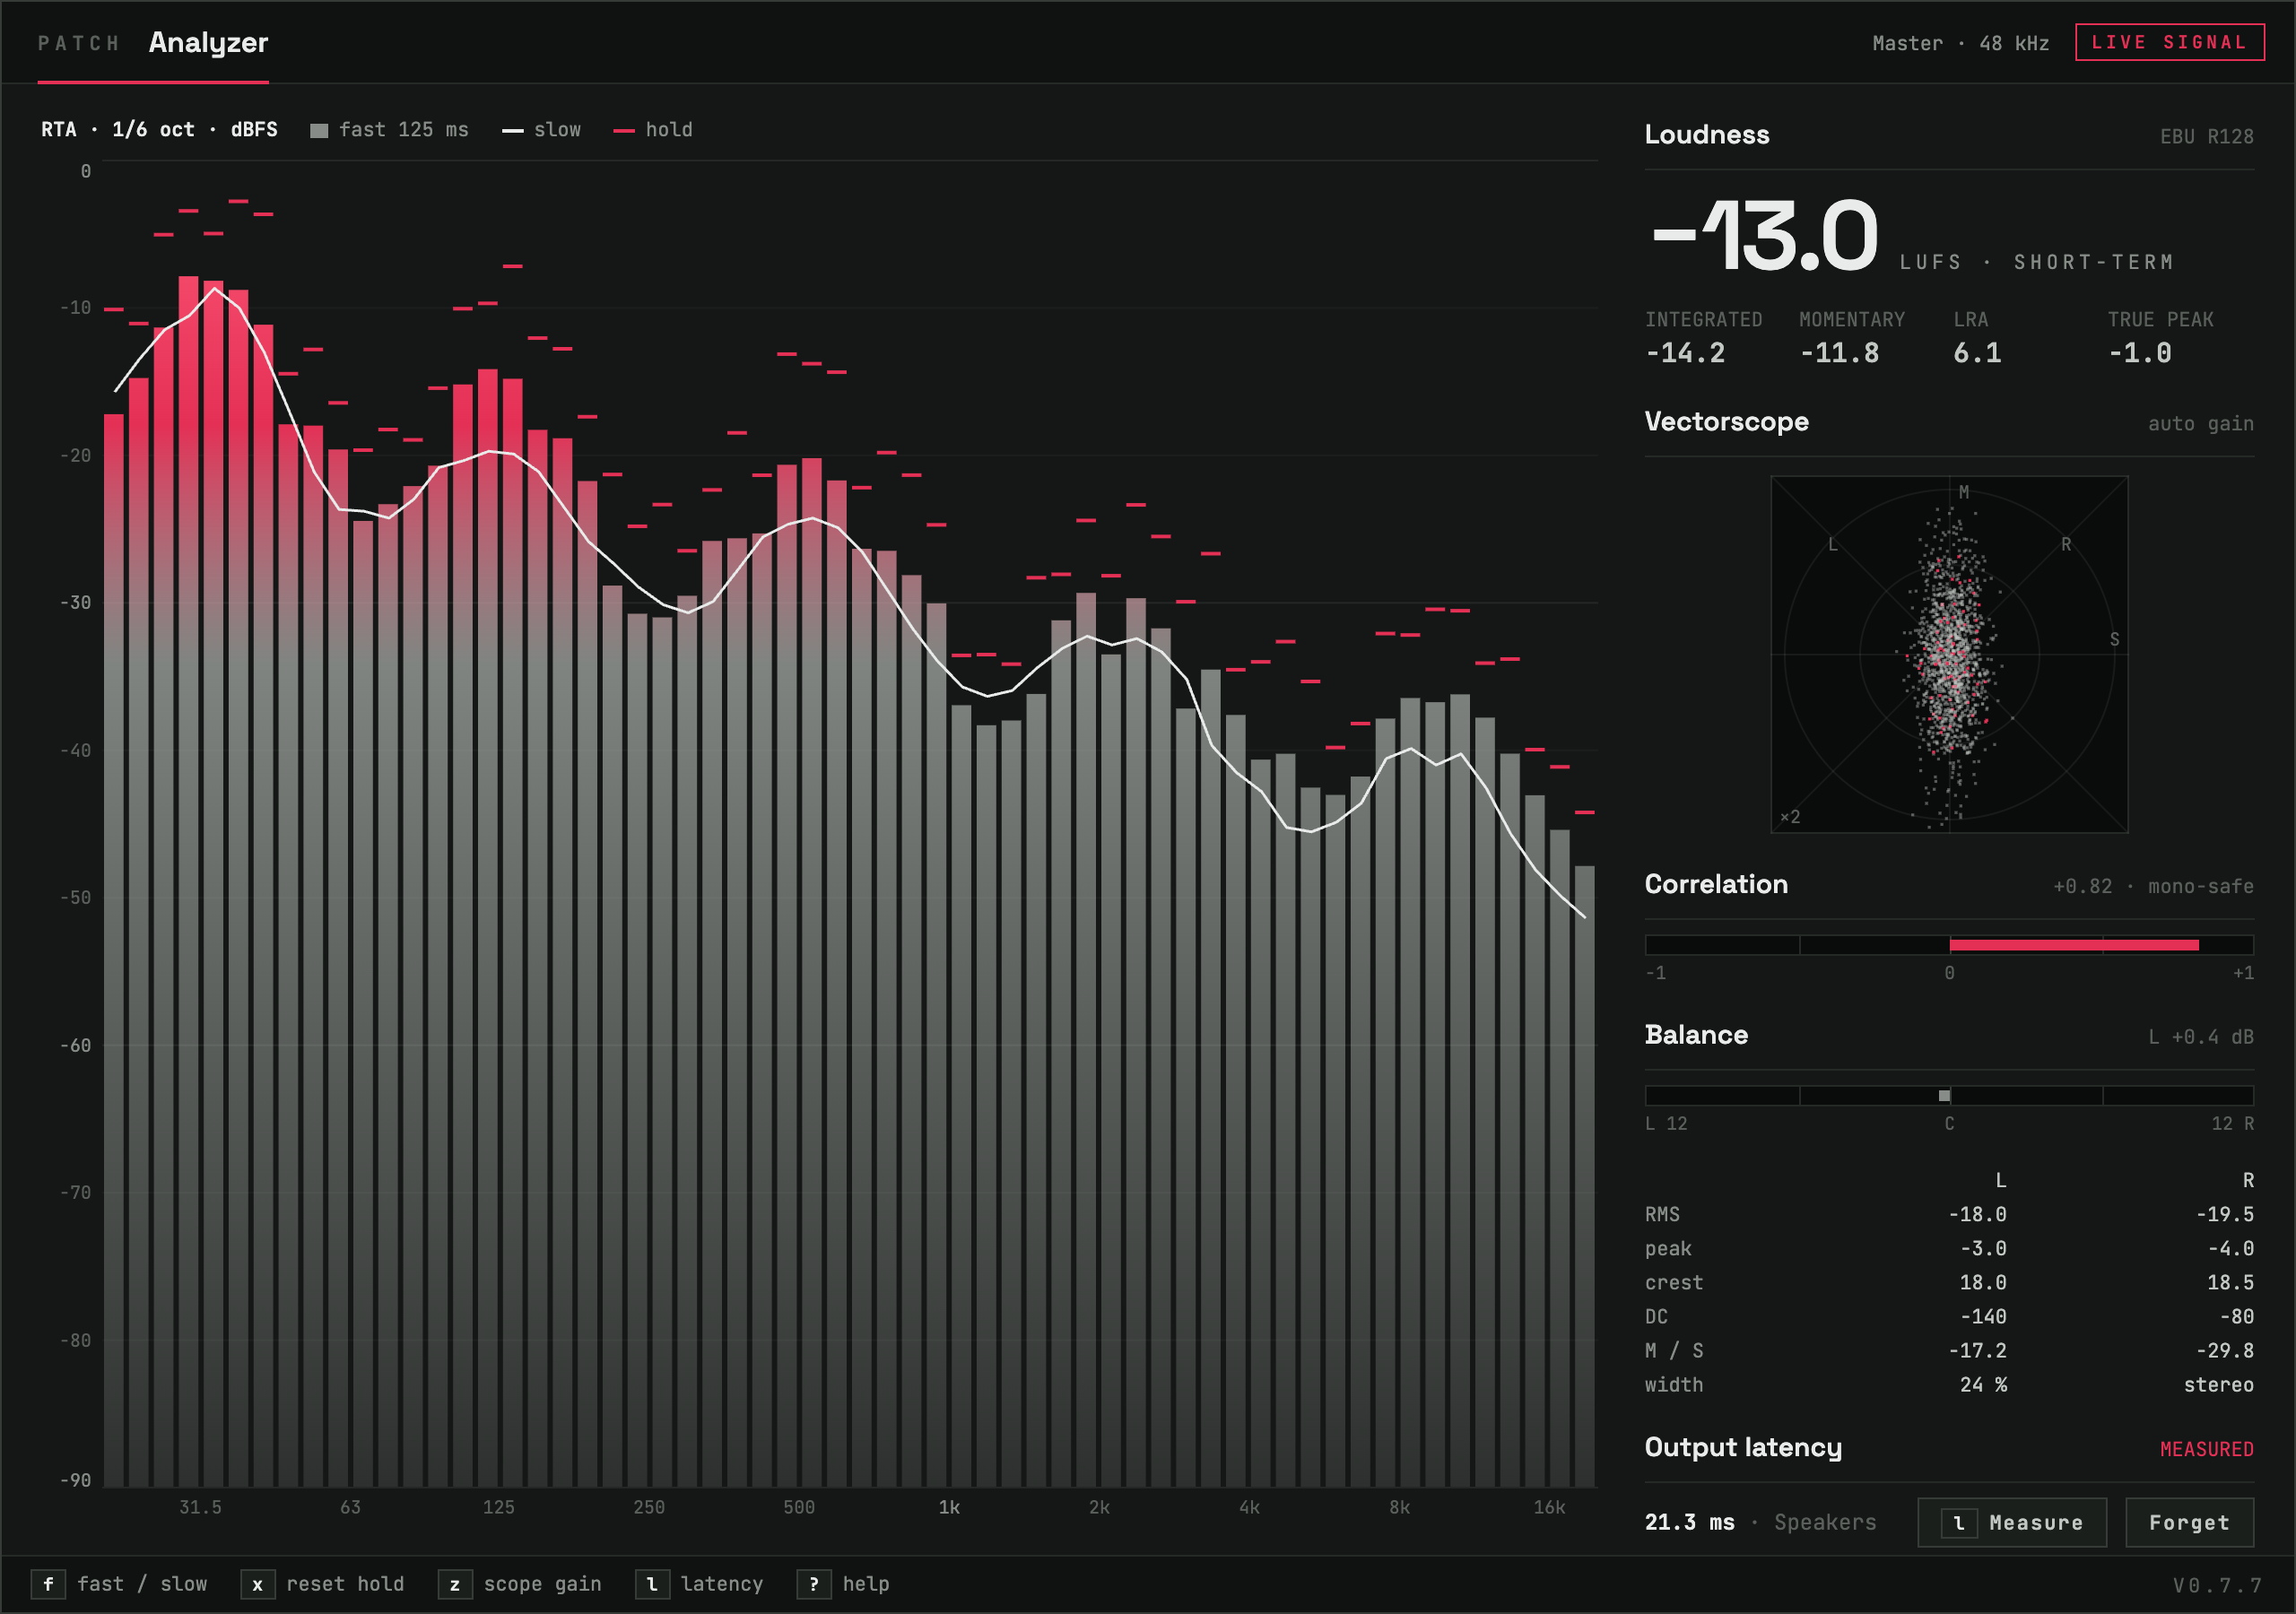 PATCH Analyzer
Master · 48 kHz LIVE SIGNAL
RTA · 1/6 oct · dBFS fast 125 ms slow hold
0
-10
-20
-30
-40
-50
-60
-70
-80
-90
31.5 63 125 250 500 1k 2k 4k 8k 16k
Loudness EBU R128
-13.0 LUFS · SHORT-TERM
INTEGRATED MOMENTARY LRA TRUE PEAK
-14.2 -11.8 6.1 -1.0
Vectorscope auto gain
M
L R
S
×2
Correlation +0.82 · mono-safe
-1 0 +1
Balance L +0.4 dB
L 12 C 12 R
L R
RMS -18.0 -19.5
peak -3.0 -4.0
crest 18.0 18.5
DC -140 -80
M / S -17.2 -29.8
width 24 % stereo
Output latency MEASURED
21.3 ms · Speakers l Measure Forget
f fast / slow x reset hold z scope gain l latency ? help
V0.7.7